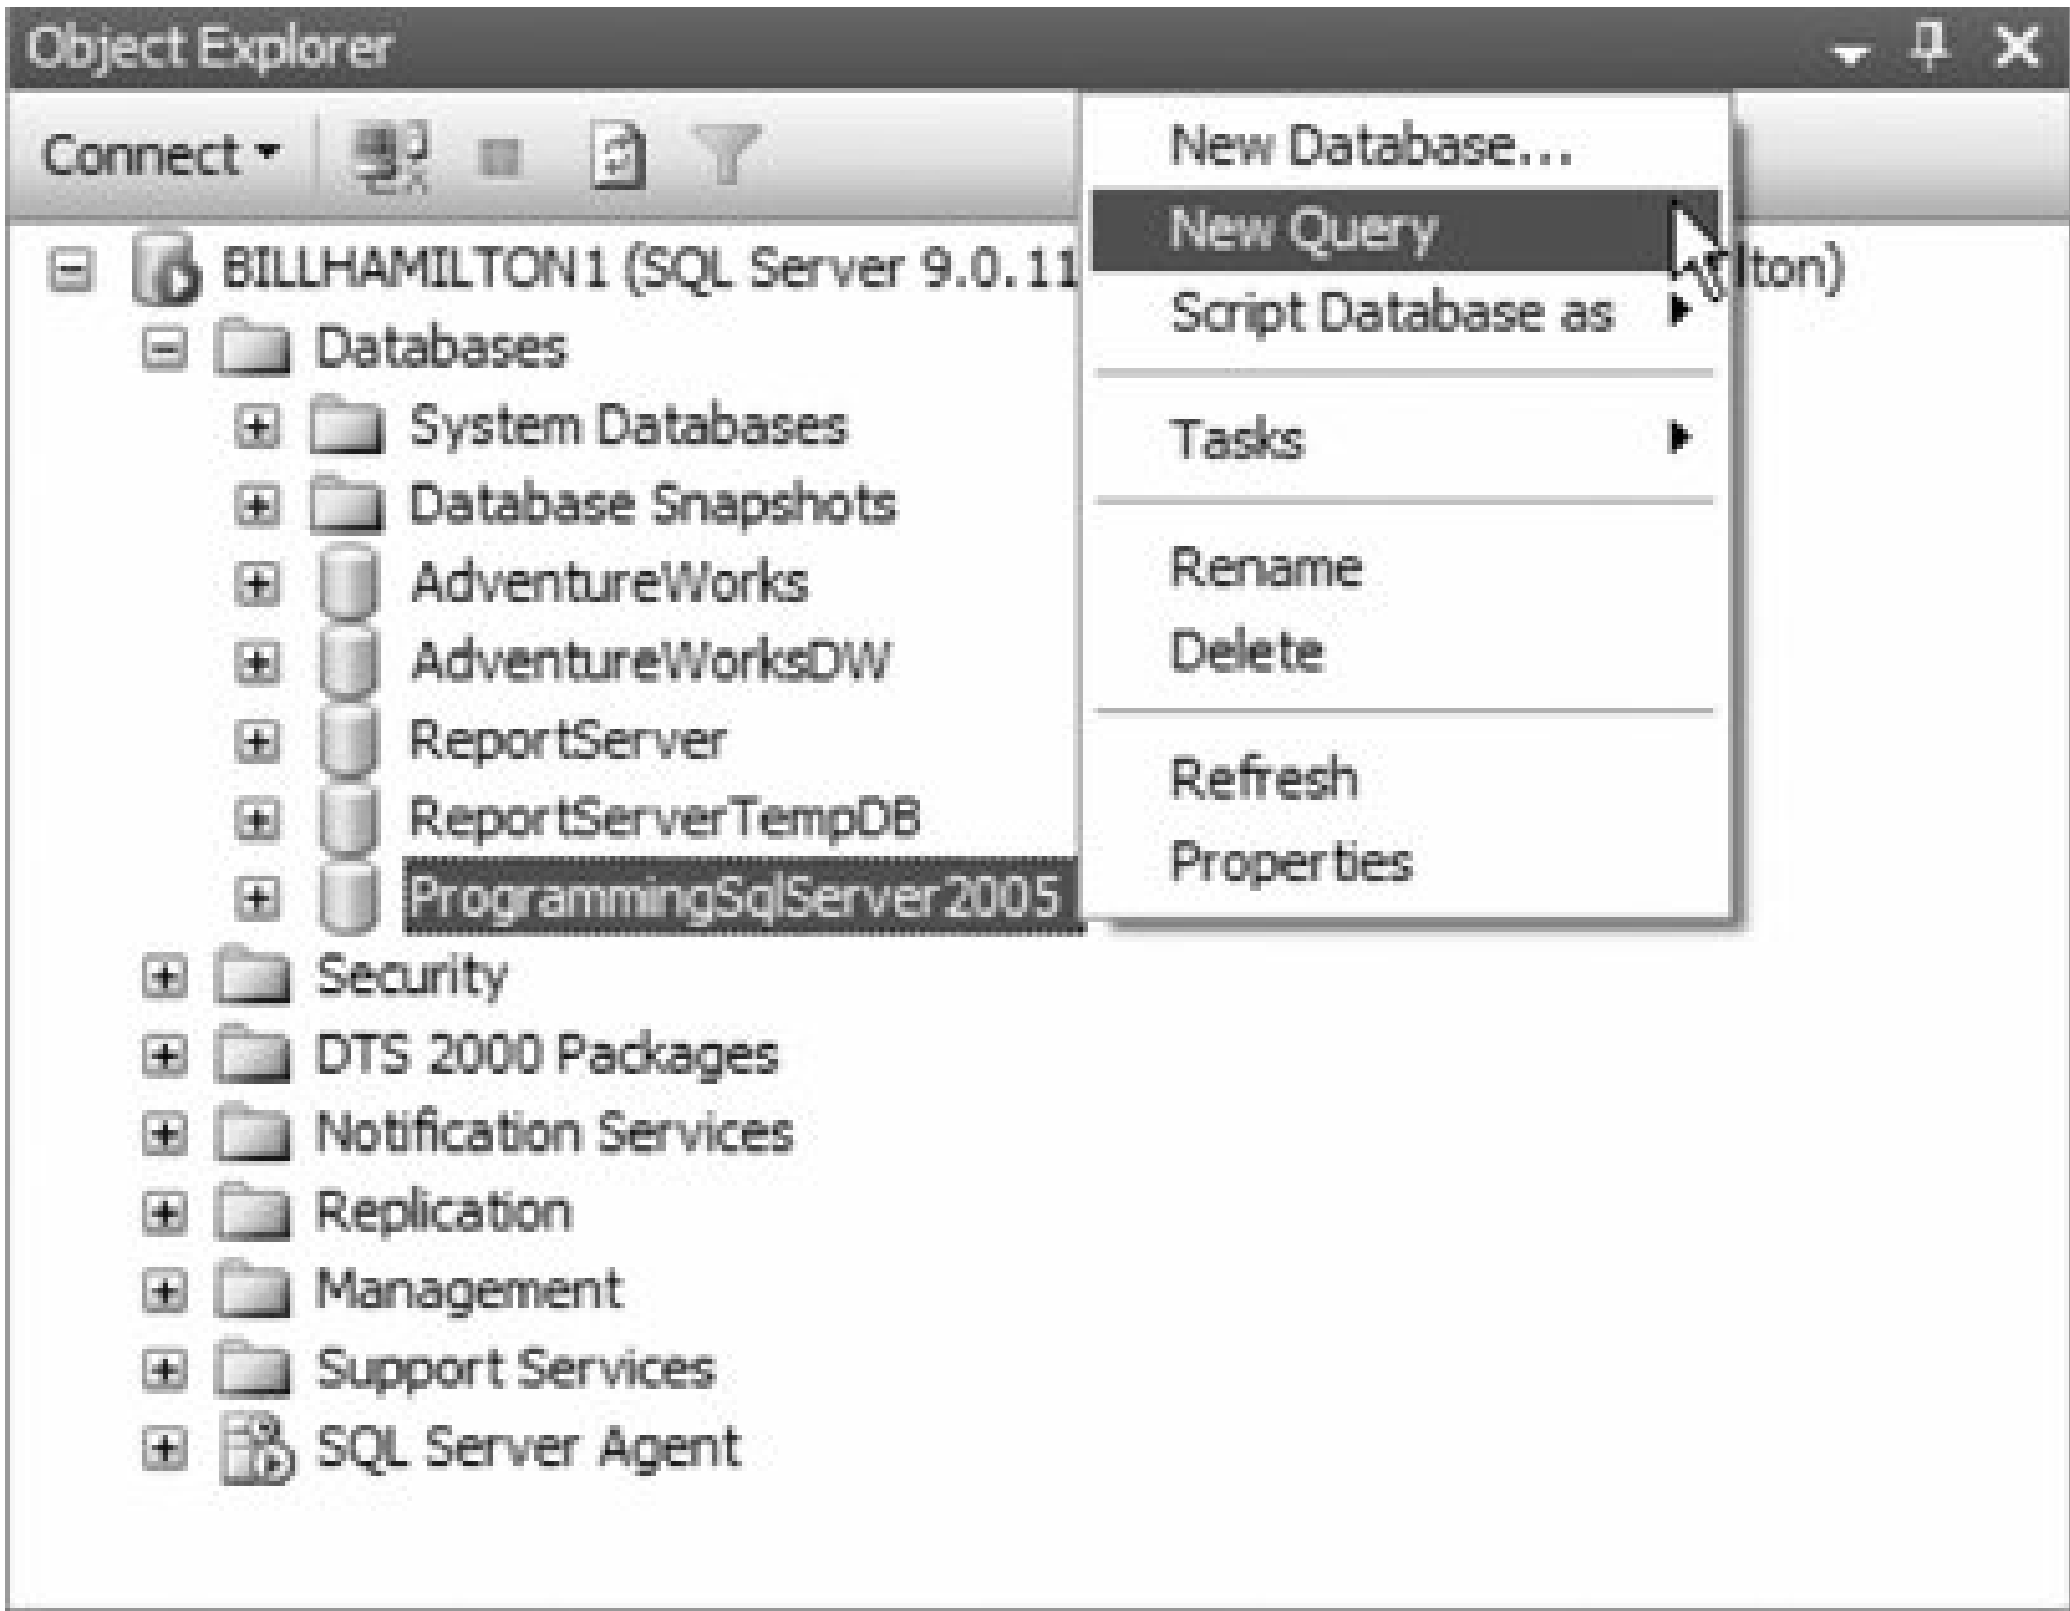 Object Explorer
Connect
BILLHAMILTON1 (SQL Server 9.0.11
lton)
Databases
System Databases
Database Snapshots
AdventureWorks
AdventureWorksDW
ReportServer
ReportServerTempDB
ProgrammingSqlServer2005
Security
DTS 2000 Packages
Notification Services
Replication
Management
Support Services
SQL Server Agent
New Database...
New Query
Script Database as
Tasks
Rename
Delete
Refresh
Properties